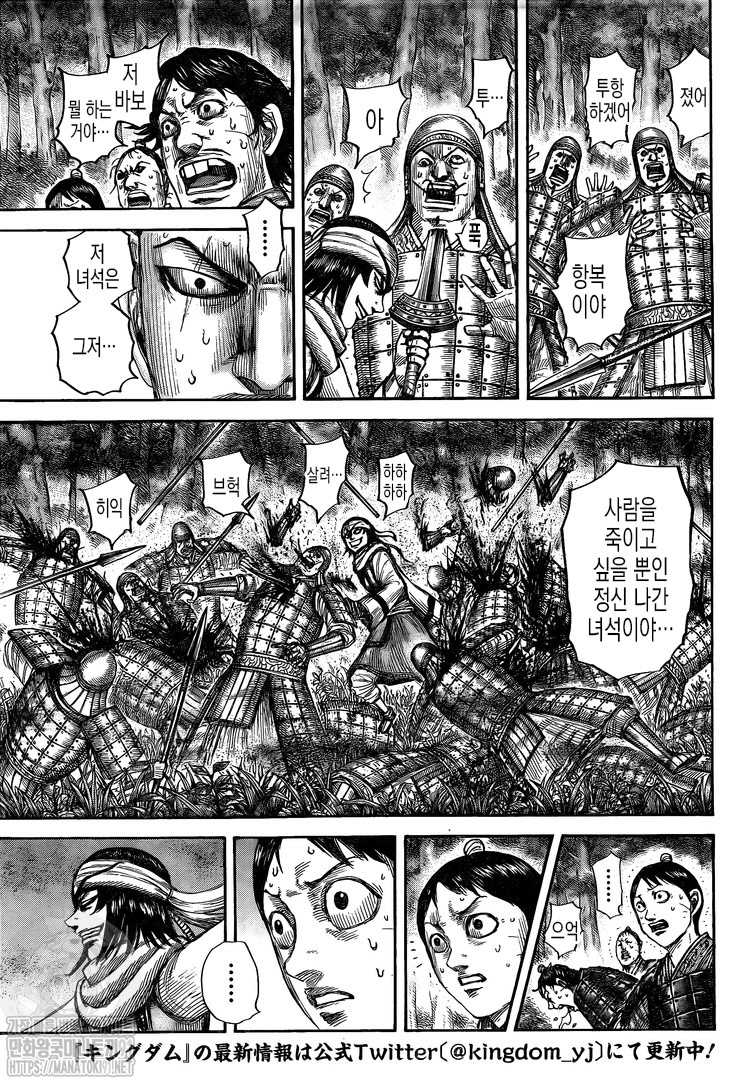 졌어
투항
하겠어
항복
이야
투…
아
푹
저
바보
뭘 하는
거야…
……
저
녀석은
그저…
사람을
죽이고
싶을 뿐인
정신 나간
녀석이야…
하하
하하
살려…
브헉
히익
……
으억
……
『キングダム』の最新情報は公式Twitter(@kingdom_yj)にて更新中!
HTTPS://MANATOKI91.NET